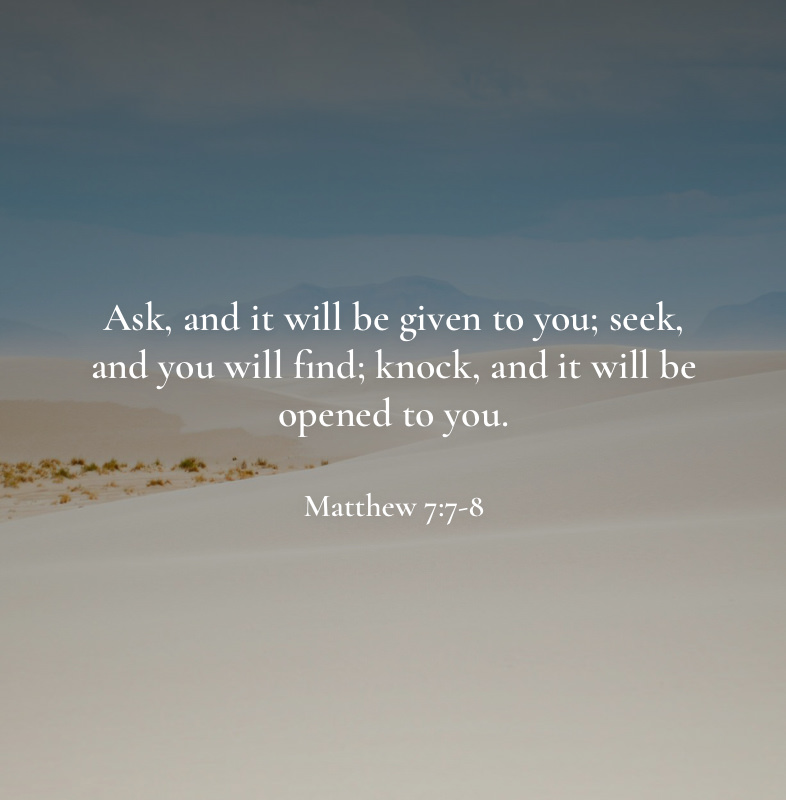 Ask, and it will be given to you; seek,
and you will find; knock, and it will be
opened to you.
Matthew 7:7-8